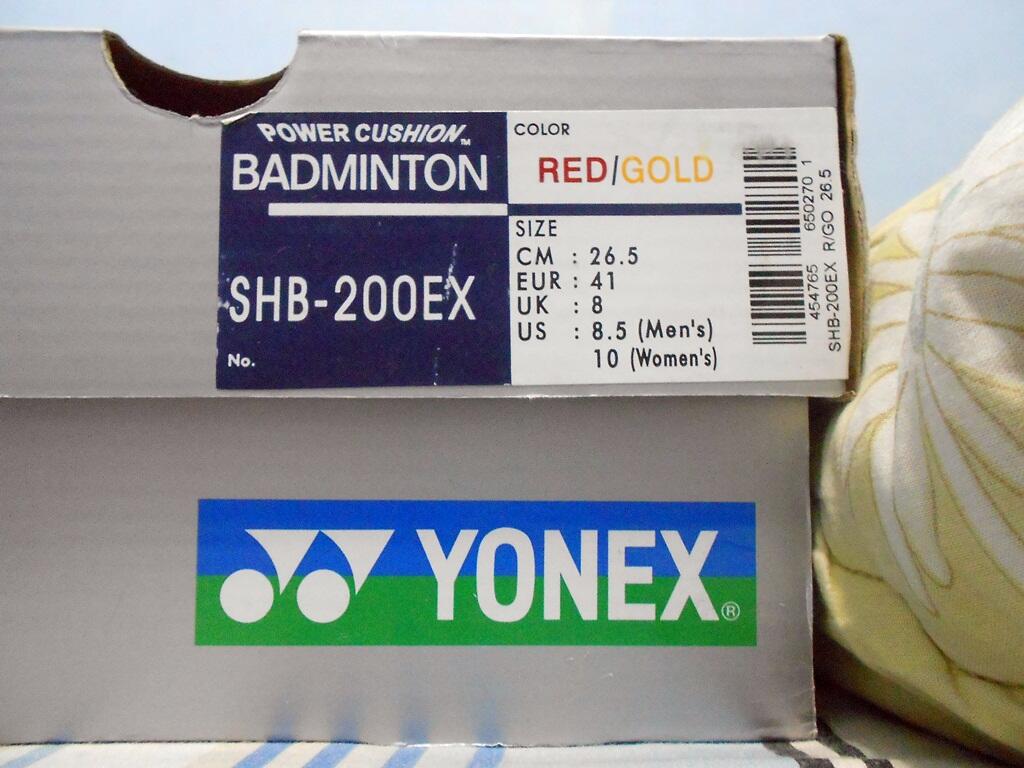 POWER CUSHION™
BADMINTON
SHB-200EX
No.
COLOR
RED/GOLD
SIZE
CM : 26.5
EUR : 41
UK : 8
US : 8.5 (Men's)
10 (Women's)
454765 650270 1
SHB-200EX R/GO 26.5
YONEX®